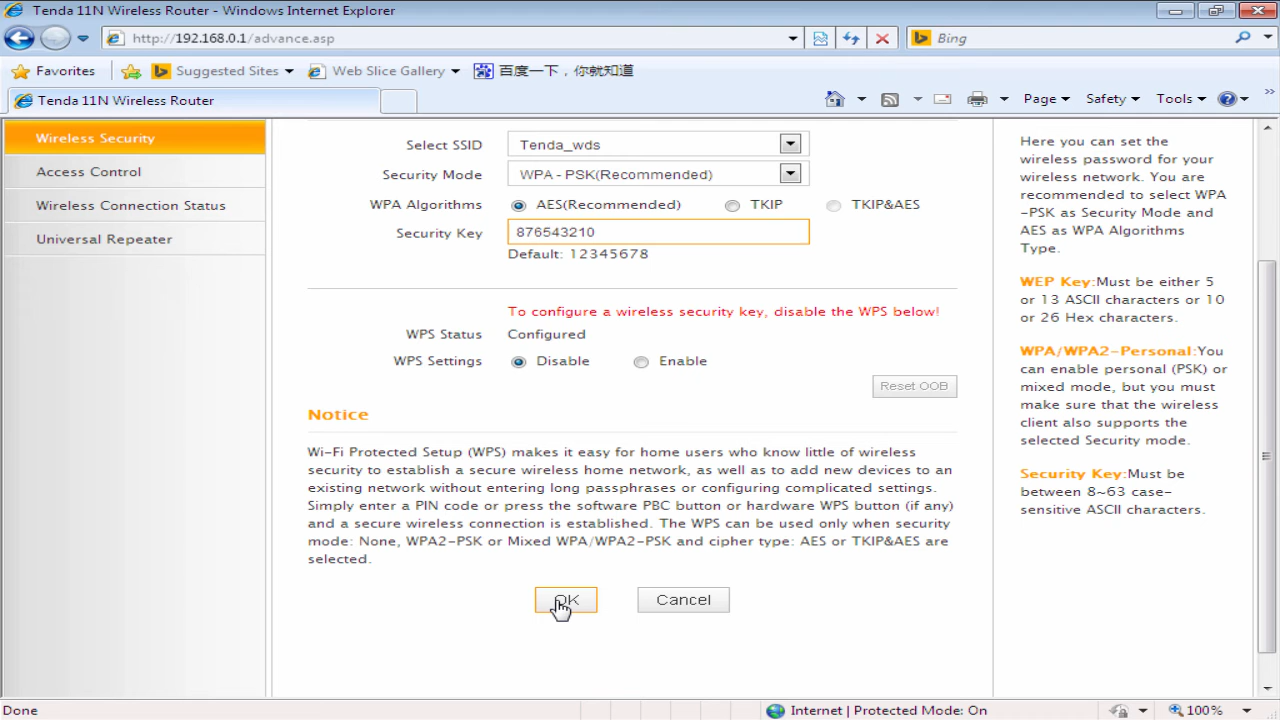 Tenda 11N Wireless Router - Windows Internet Explorer
http://192.168.0.1/advance.asp
Bing
Favorites
Suggested Sites
Web Slice Gallery
百度一下，你就知道
Tenda 11N Wireless Router
Page
Safety
Tools
Wireless Security
Access Control
Wireless Connection Status
Universal Repeater
Select SSID
Tenda_wds
Security Mode
WPA - PSK(Recommended)
WPA Algorithms
AES(Recommended)
TKIP
TKIP&AES
Security Key
876543210
Default: 12345678
To configure a wireless security key, disable the WPS below!
WPS Status
Configured
WPS Settings
Disable
Enable
Reset OOB
Notice
Wi-Fi Protected Setup (WPS) makes it easy for home users who know little of wireless
security to establish a secure wireless home network, as well as to add new devices to an
existing network without entering long passphrases or configuring complicated settings.
Simply enter a PIN code or press the software PBC button or hardware WPS button (if any)
and a secure wireless connection is established. The WPS can be used only when security
mode: None, WPA2-PSK or Mixed WPA/WPA2-PSK and cipher type: AES or TKIP&AES are
selected.
OK
Cancel
Here you can set the
wireless password for your
wireless network. You are
recommended to select WPA
-PSK as Security Mode and
AES as WPA Algorithms
Type.
WEP Key:Must be either 5
or 13 ASCII characters or 10
or 26 Hex characters.
WPA/WPA2-Personal:You
can enable personal (PSK) or
mixed mode, but you must
make sure that the wireless
client also supports the
selected Security mode.
Security Key:Must be
between 8~63 case-
sensitive ASCII characters.
Done
Internet | Protected Mode: On
100%